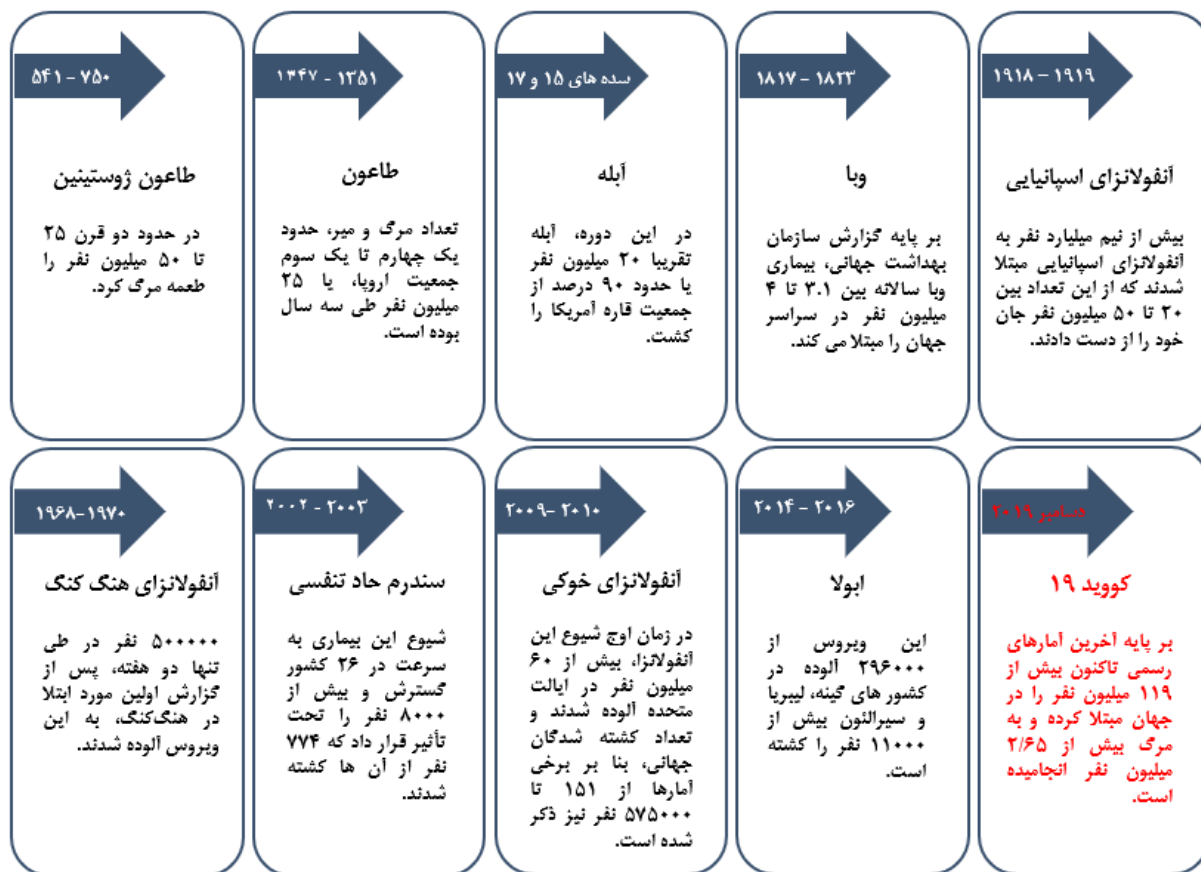 ۵۴۱ - ۷۵۰
طاعون ژوستینین
در حدود دو قرن ۲۵
تا ۵۰ میلیون نفر را
طعمه مرگ کرد.
۱۳۴۷ - ۱۳۵۱
طاعون
تعداد مرگ و میر، حدود
یک چهارم تا یک سوم
جمعیت اروپا، یا ۲۵
میلیون نفر طی سه سال
بوده است.
سده های ۱۵ و ۱۷
آبله
در این دوره، آبله
تقریبا ۲۰ میلیون نفر
یا حدود ۹۰ درصد از
جمعیت قاره آمریکا را
کشت.
۱۸۱۷ - ۱۸۲۳
وبا
بر پایه گزارش سازمان
بهداشت جهانی، بیماری
وبا سالانه بین ۳.۱ تا ۴
میلیون نفر در سراسر
جهان را مبتلا می کند.
۱۹۱۸ - ۱۹۱۹
آنفولانزای اسپانیایی
بیش از نیم میلیارد نفر به
آنفولانزای اسپانیایی مبتلا
شدند که از این تعداد بین
۲۰ تا ۵۰ میلیون نفر جان
خود را از دست دادند.
۱۹۶۸-۱۹۷۰
آنفولانزای هنگ کنگ
۵۰۰۰۰۰ نفر در طی
تنها دو هفته، پس از
گزارش اولین مورد ابتلا
در هنگ‌کنگ، به این
ویروس آلوده شدند.
۲۰۰۲ - ۲۰۰۳
سندرم حاد تنفسی
شیوع این بیماری به
سرعت در ۲۶ کشور
گسترش و بیش از
۸۰۰۰ نفر را تحت
تأثیر قرار داد که ۷۷۴
نفر از آن ها کشته
شدند.
۲۰۰۹- ۲۰۱۰
آنفولانزای خوکی
در زمان اوج شیوع این
آنفولانزا، بیش از ۶۰
میلیون نفر در ایالت
متحده آلوده شدند و
تعداد کشته شدگان
جهانی، بنا بر برخی
آمارها از ۱۵۱ تا
۵۷۵۰۰۰ نفر نیز ذکر
شده است.
۲۰۱۴ - ۲۰۱۶
ابولا
این ویروس از
۲۹۶۰۰۰ آلوده در
کشور های گینه، لیبریا
و سیرالئون بیش از
۱۱۰۰۰ نفر را کشته
است.
دسامبر ۲۰۱۹
کووید ۱۹
بر پایه آخرین آمارهای
رسمی تاکنون بیش از
۱۱۹ میلیون نفر را در
جهان مبتلا کرده و به
مرگ بیش از ۲/۶۵
میلیون نفر انجامیده
است.